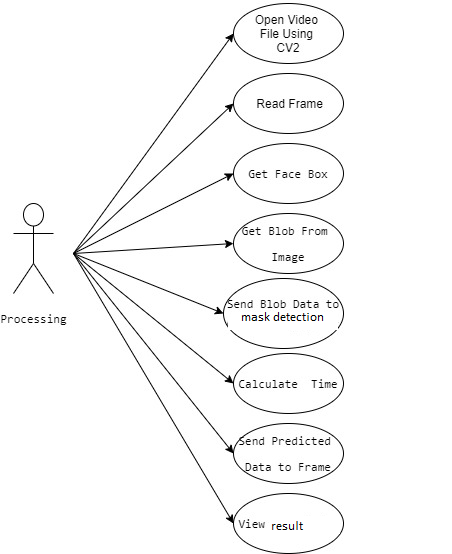 Open Video
File Using
CV2
Read Frame
Get Face Box
Get Blob From
Image
Send Blob Data to
mask detection
Processing
Calculate Time
Send Predicted
Data to Frame
View result